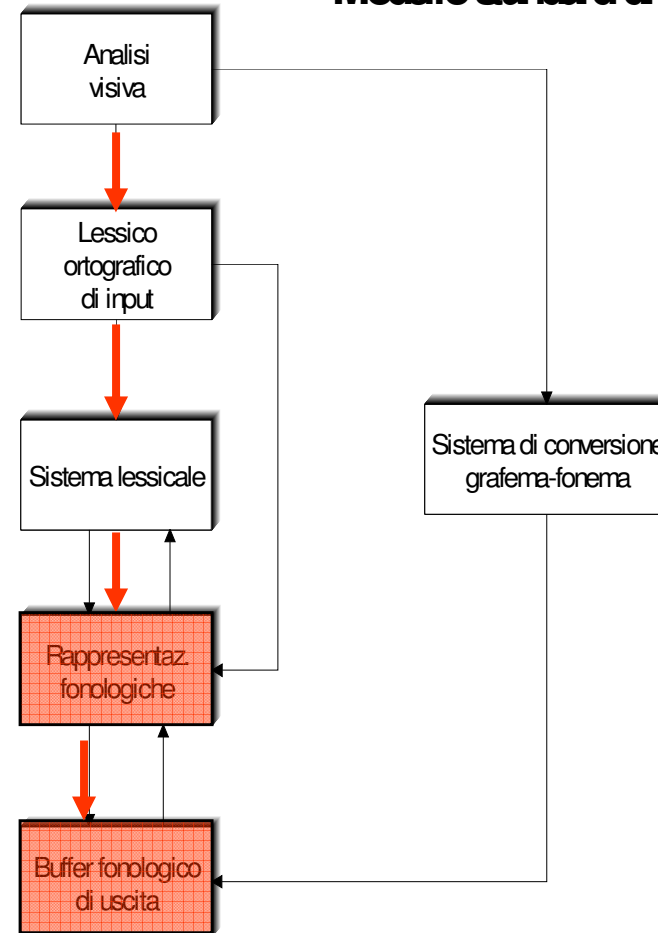 Analisi
visiva
Lessico
ortografico
di input
Sistema lessicale
Sistema di conversione
grafema-fonema
Rappresentaz.
fonologiche
Buffer fonologico
di uscita